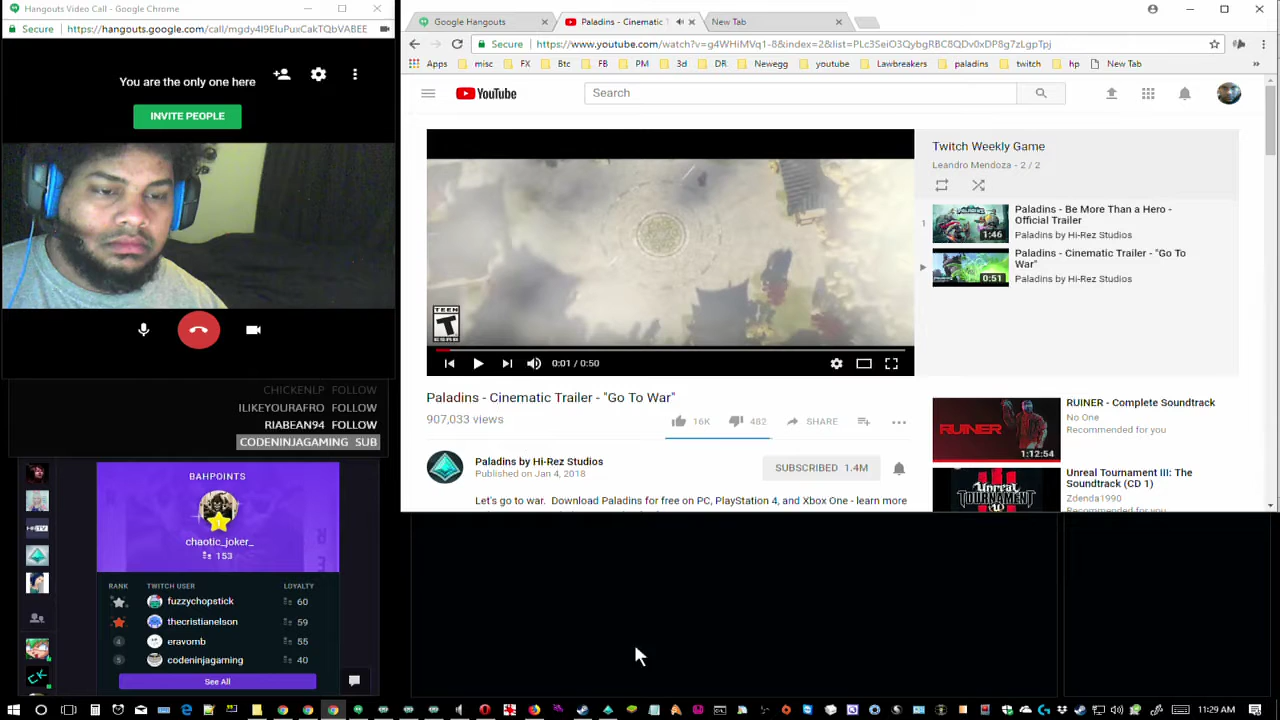 Hangouts Video Call - Google Chrome
Secure https://hangouts.google.com/call/mgdy4I9EIuPuxCakTQbVABEE
You are the only one here
INVITE PEOPLE
CHICKENLP FOLLOW
ILIKEYOURAFRO FOLLOW
RIABEAN94 FOLLOW
CODENINJAGAMING SUB
BAHPOINTS
1
chaotic_joker_
153
RANK TWITCH USER LOYALTY
fuzzychopstick 60
thecristianelson 59
4 eravomb 55
5 codeninjagaming 40
See All
Google Hangouts
Paladins - Cinematic
New Tab
Secure https://www.youtube.com/watch?v=g4WHiMVq1-8&index=2&list=PLc3SeiO3QybgRBC8QDv0xDP8g7zLgpTpj
Apps misc FX Btc FB PM 3d DR Newegg youtube Lawbreakers paladins twitch hp New Tab
YouTube
Search
TEEN
T
ESRB
0:01 / 0:50
Paladins - Cinematic Trailer - "Go To War"
907,033 views
16K 482 SHARE
Paladins by Hi-Rez Studios
Published on Jan 4, 2018
SUBSCRIBED 1.4M
Let's go to war. Download Paladins for free on PC, PlayStation 4, and Xbox One - learn more
Twitch Weekly Game
Leandro Mendoza - 2 / 2
1
1:46
Paladins - Be More Than a Hero -
Official Trailer
Paladins by Hi-Rez Studios
0:51
Paladins - Cinematic Trailer - "Go To
War"
Paladins by Hi-Rez Studios
RUINER
1:12:54
RUINER - Complete Soundtrack
No One
Recommended for you
Unreal Tournament III: The
Soundtrack (CD 1)
Zdenda1990
Recommended for you
11:29 AM